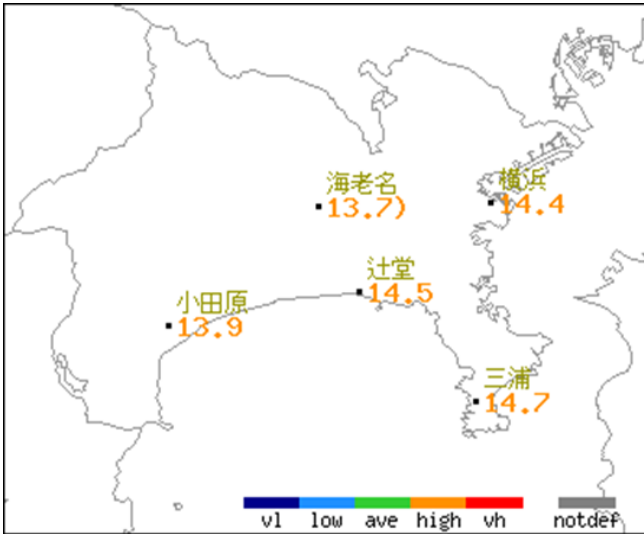 海老名
13.7)
横浜
14.4
辻堂
14.5
小田原
13.9
三浦
14.7
vl low ave high vh notdef